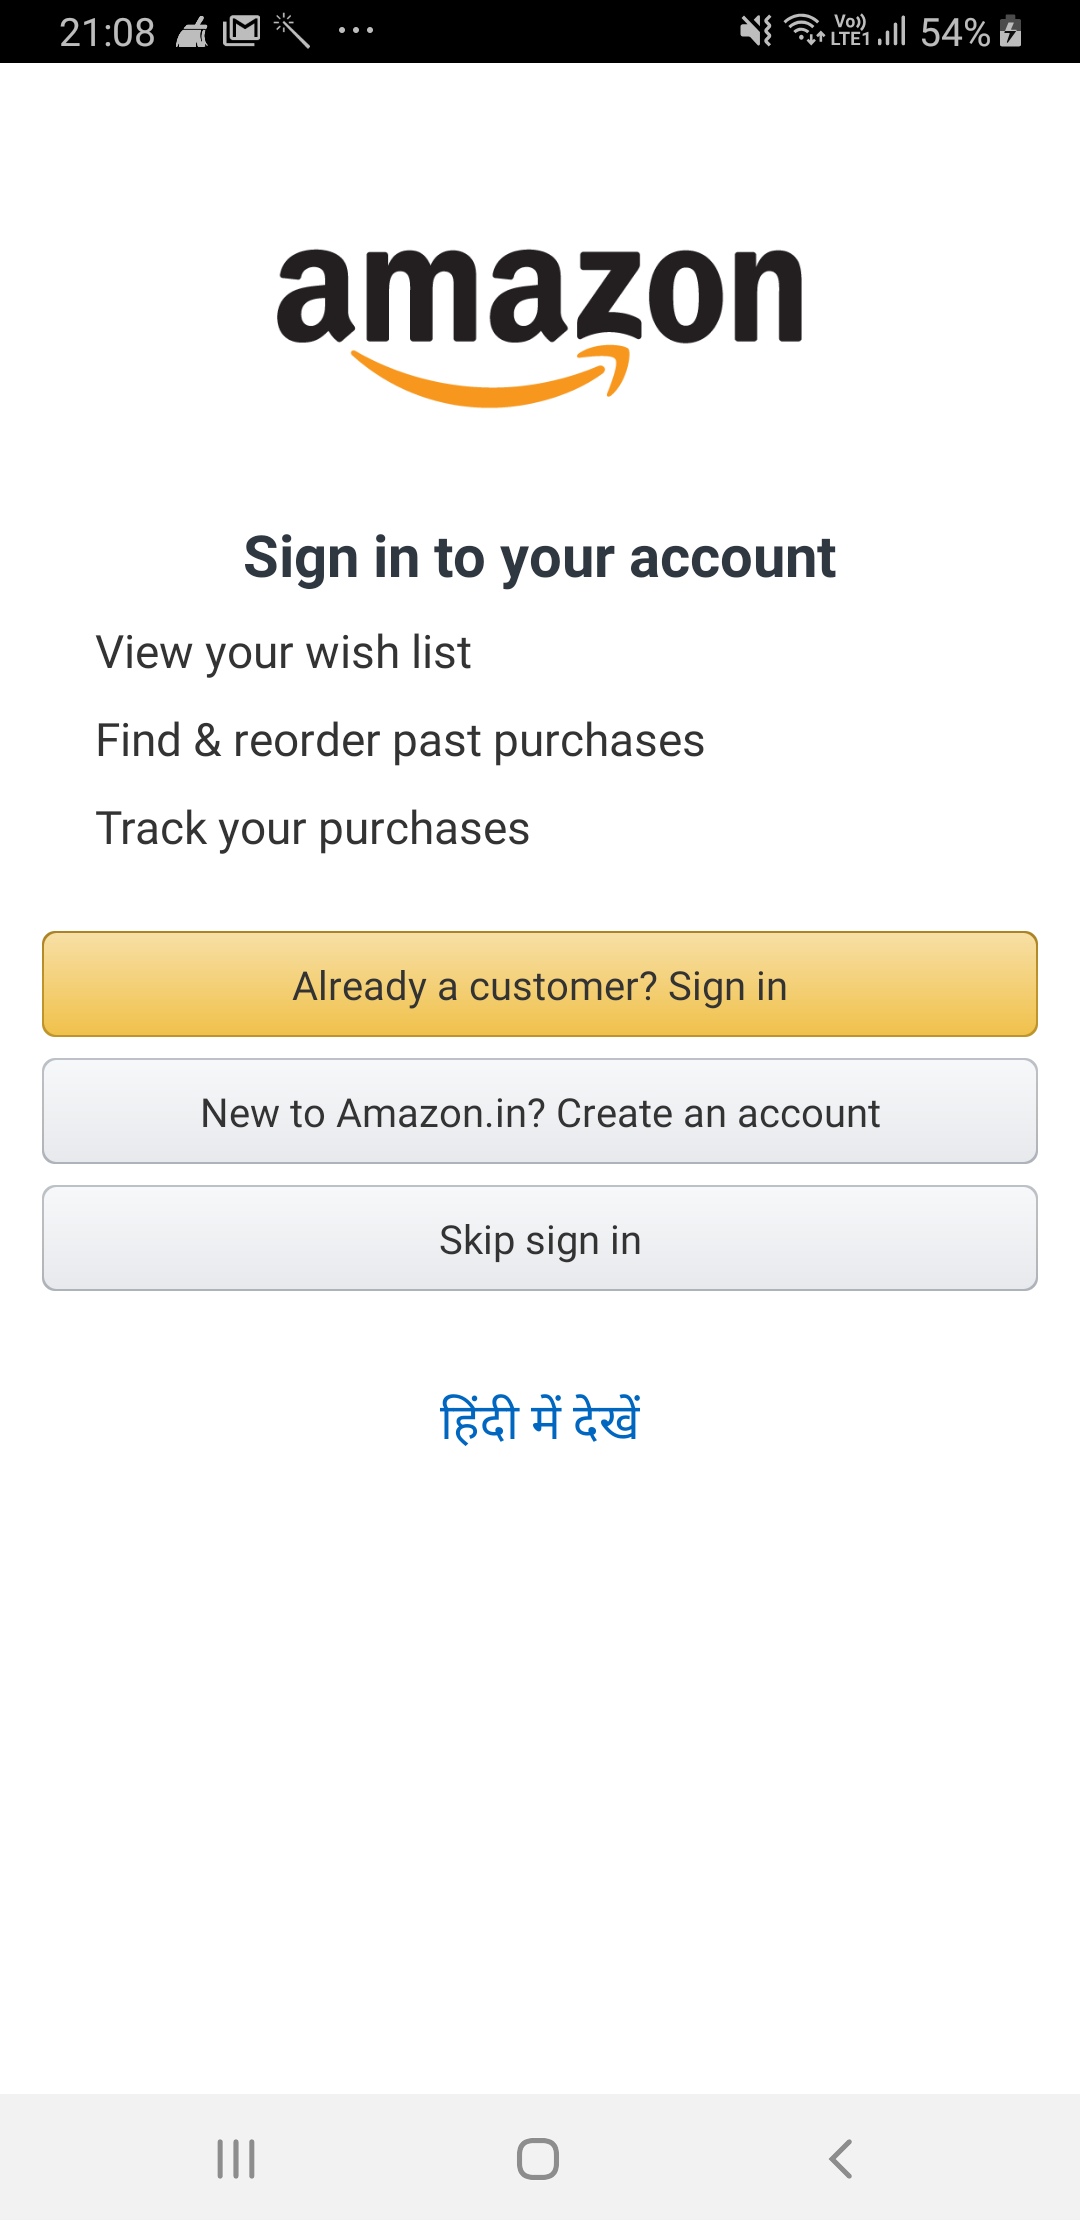 21:08 Vo)) LTE1 54%
amazon
Sign in to your account
View your wish list
Find & reorder past purchases
Track your purchases
Already a customer? Sign in
New to Amazon.in? Create an account
Skip sign in
हिंदी में देखें